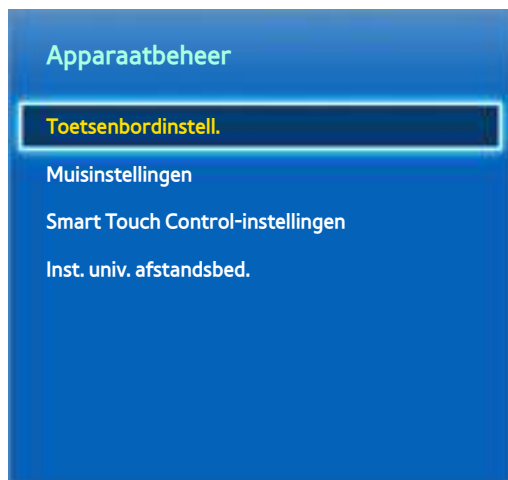 Apparaatbeheer
Toetsenbordinstell.
Muisinstellingen
Smart Touch Control-instellingen
Inst. univ. afstandsbed.